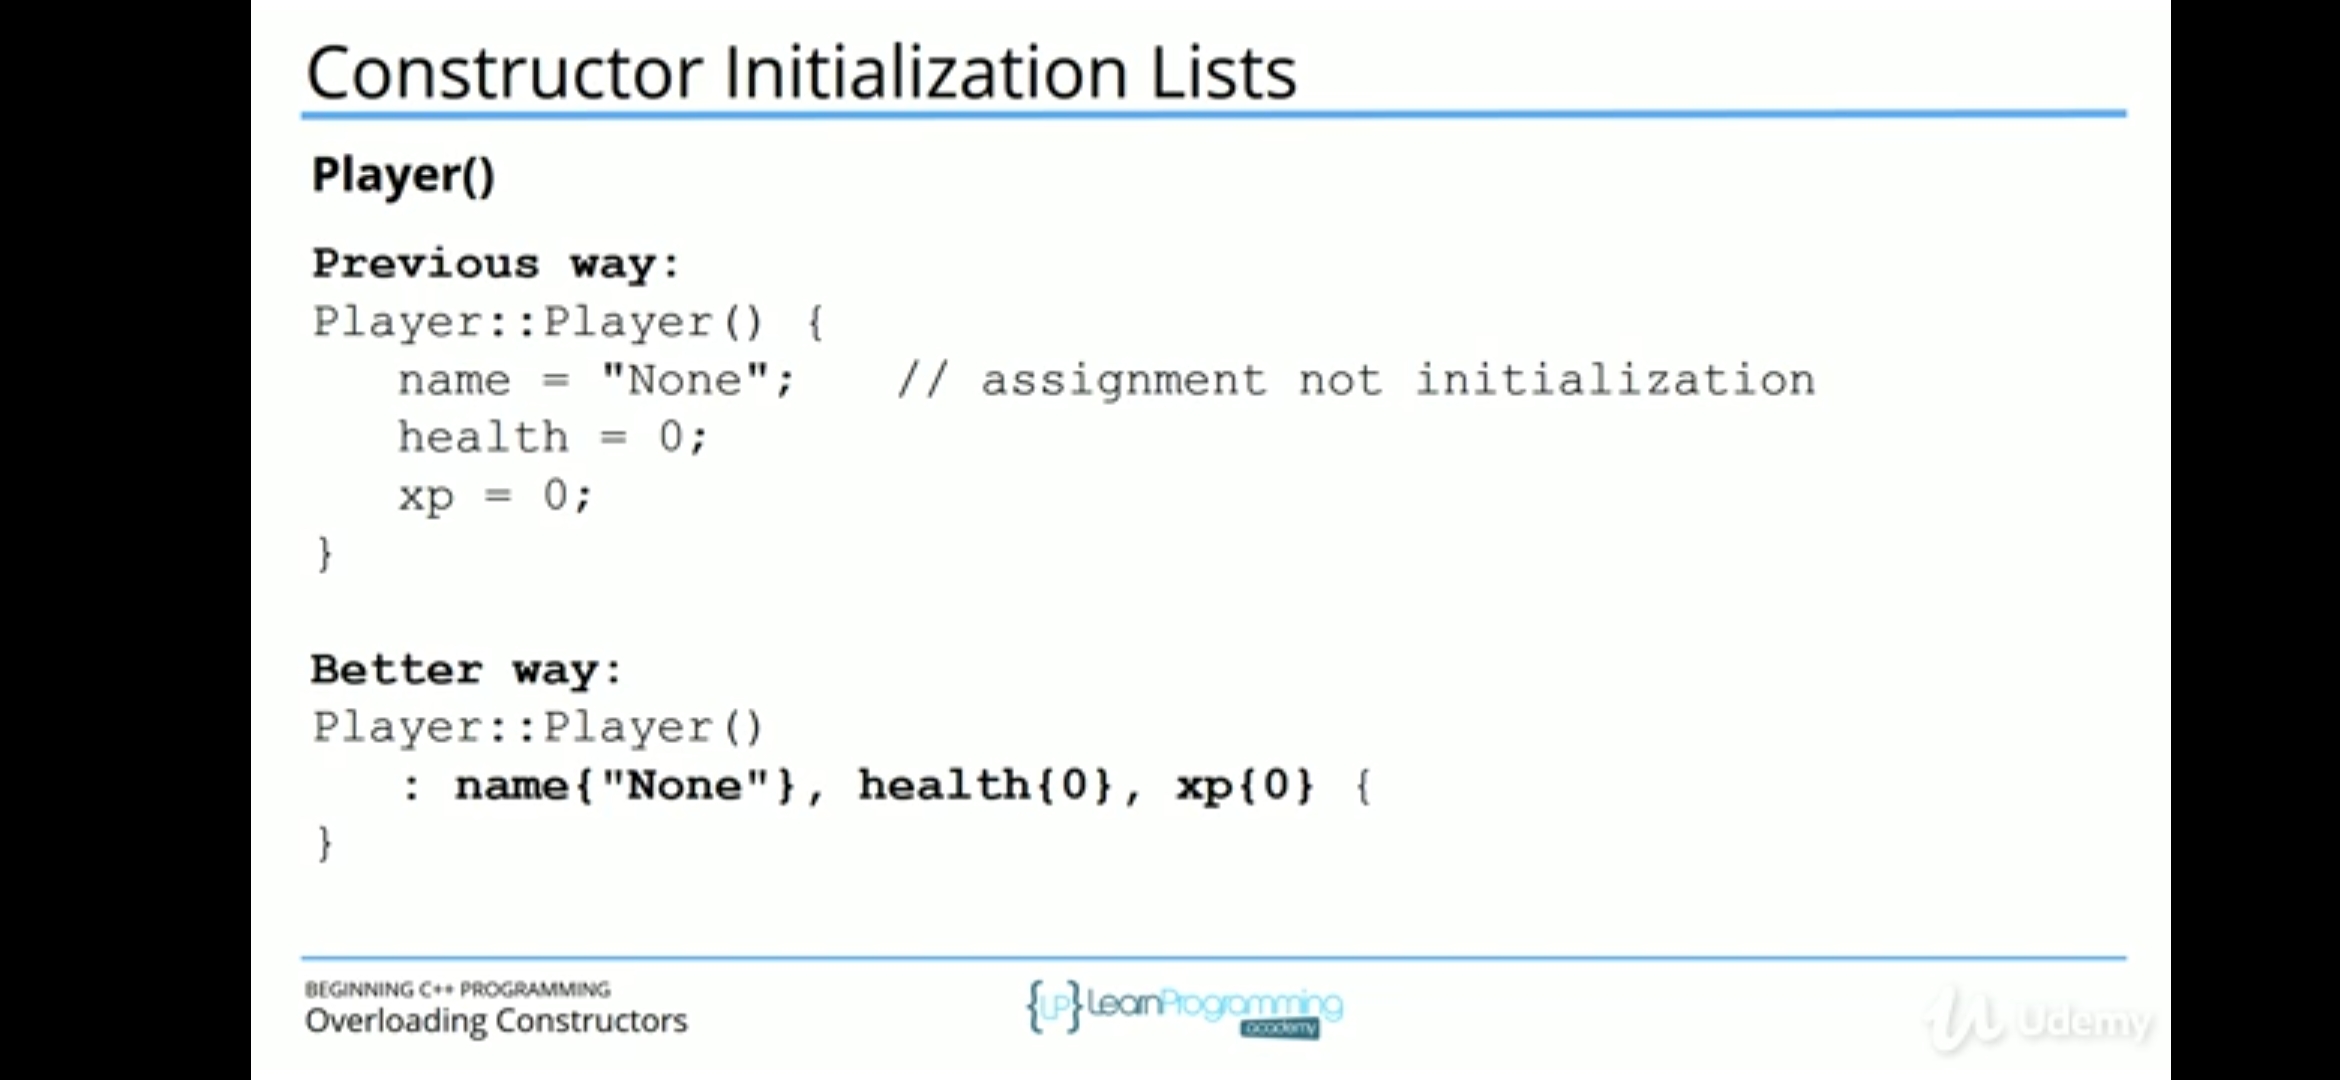 Constructor Initialization Lists
Player()
Previous way:
Player::Player() {
name = "None"; // assignment not initialization
health = 0;
xp = 0;
}
Better way:
Player::Player()
: name{"None"}, health{0}, xp{0} {
}
BEGINNING C++ PROGRAMMING
Overloading Constructors
{LP} LearnProgramming
academy
Udemy